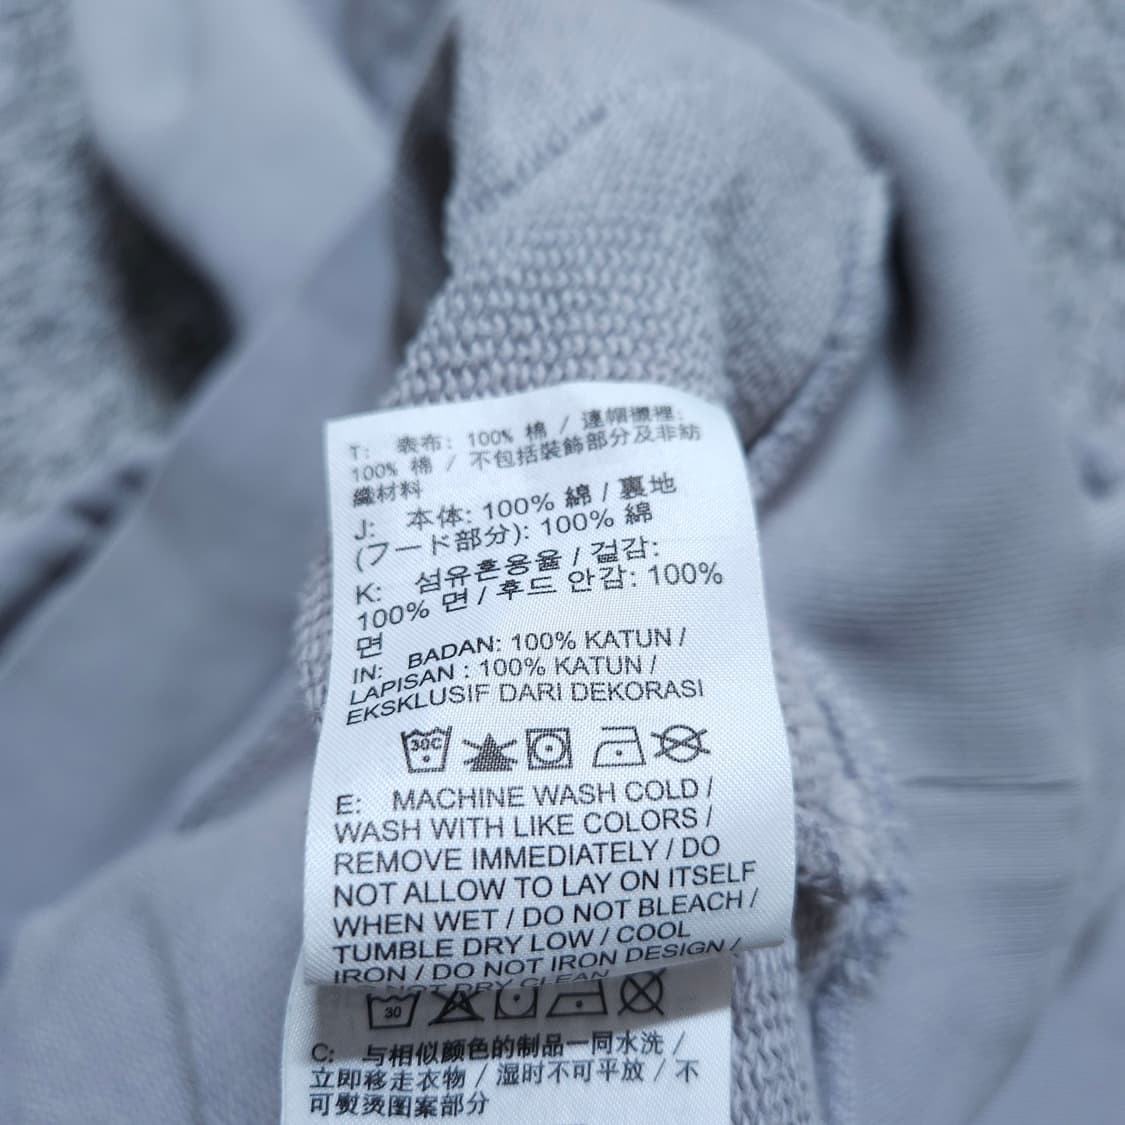 T: 表布: 100% 棉 / 連帽襯裡:
100% 棉 / 不包括裝飾部分及非紡
織材料
J: 本体: 100% 綿 / 裏地
(フード部分): 100% 綿
K: 섬유혼용율 / 겉감:
100% 면 / 후드 안감: 100%
면
IN: BADAN: 100% KATUN /
LAPISAN : 100% KATUN /
EKSKLUSIF DARI DEKORASI
30C
E: MACHINE WASH COLD /
WASH WITH LIKE COLORS /
REMOVE IMMEDIATELY / DO
NOT ALLOW TO LAY ON ITSELF
WHEN WET / DO NOT BLEACH /
TUMBLE DRY LOW / COOL
IRON / DO NOT IRON DESIGN /
NOT DRY CLEAN
30
C: 与相似颜色的制品一同水洗 /
立即移走衣物 / 湿时不可平放 / 不
可熨烫图案部分